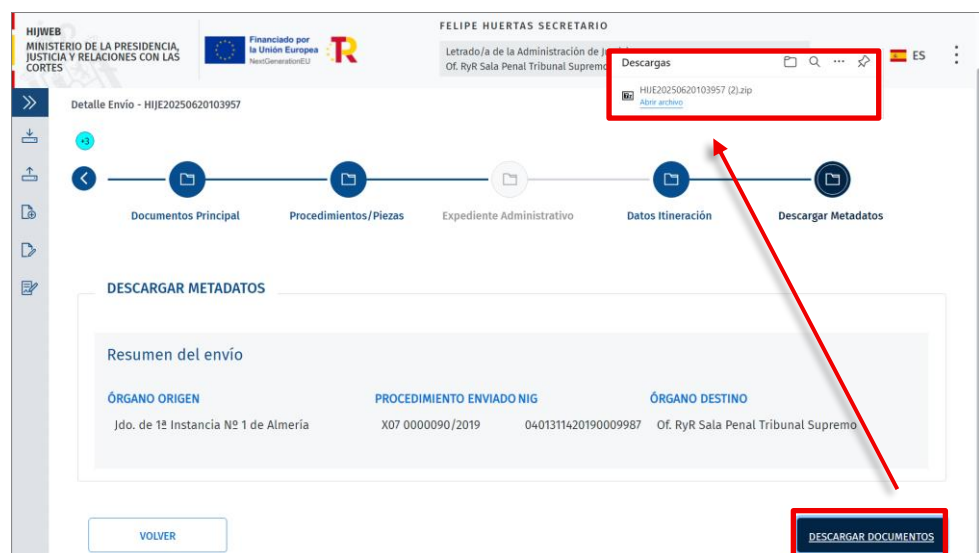 HIJWEB
MINISTERIO DE LA PRESIDENCIA,
JUSTICIA Y RELACIONES CON LAS
CORTES
Financiado por
la Unión Europea
NextGenerationEU
FELIPE HUERTAS SECRETARIO
Letrado/a de la Administración de
Of. RyR Sala Penal Tribunal Supremo
Descargas
HIJE20250620103957 (2).zip
Abrir archivo
ES
Detalle Envío - HIJE20250620103957
+3
Documentos Principal
Procedimientos/Piezas
Expediente Administrativo
Datos Itineración
Descargar Metadatos
DESCARGAR METADATOS
Resumen del envío
ÓRGANO ORIGEN PROCEDIMIENTO ENVIADO NIG ÓRGANO DESTINO
Jdo. de 1ª Instancia Nº 1 de Almería X07 0000090/2019 0401311420190009987 Of. RyR Sala Penal Tribunal Supremo
VOLVER
DESCARGAR DOCUMENTOS